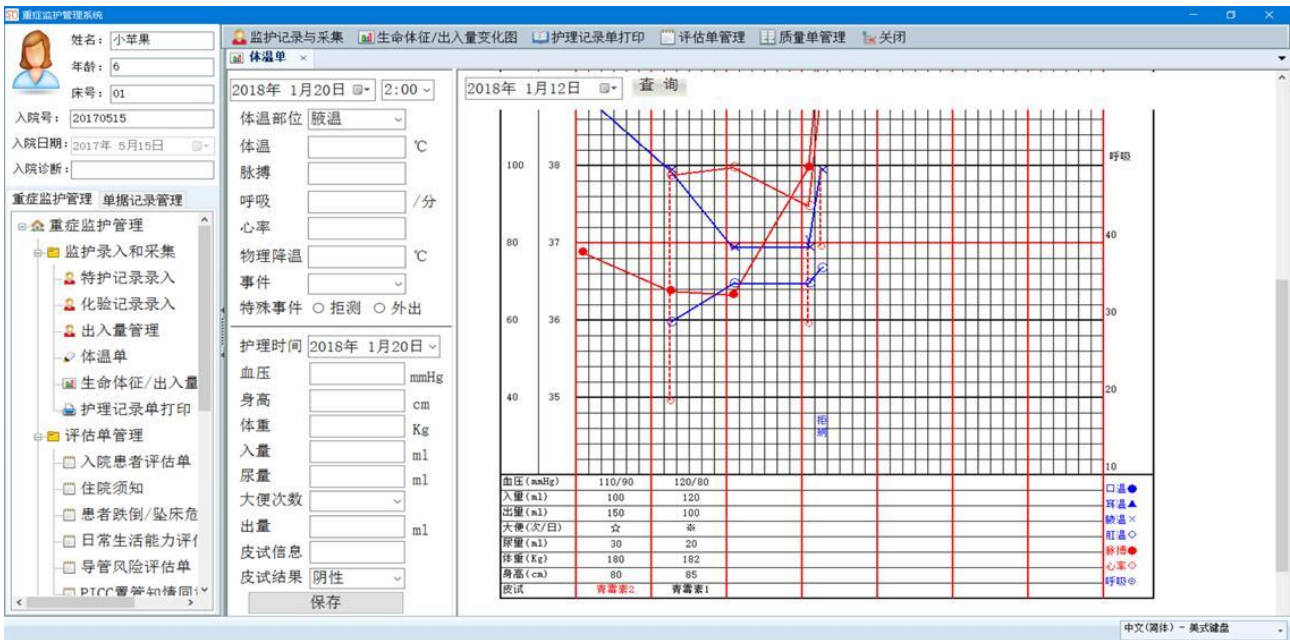 SD 重症监护管理系统
姓名: 小苹果
年龄: 6
床号: 01
入院号: 20170515
入院日期: 2017年 5月15日
入院诊断:
重症监护管理 单据记录管理
重症监护管理
监护录入和采集
特护记录录入
化验记录录入
出入量管理
体温单
生命体征/出入量
护理记录单打印
评估单管理
入院患者评估单
住院须知
患者跌倒/坠床危
日常生活能力评
导管风险评估单
PICC置管知情同
监护记录与采集 生命体征/出入量变化图 护理记录单打印 评估单管理 质量单管理 关闭
体温单 ×
2018年 1月20日 2:00
体温部位 腋温
体温 ℃
脉搏
呼吸 /分
心率
物理降温 ℃
事件
特殊事件 拒测 外出
护理时间 2018年 1月20日
血压 mmHg
身高 cm
体重 Kg
入量 ml
尿量 ml
大便次数
出量 ml
皮试信息
皮试结果 阴性
保存
2018年 1月12日 查 询
100 38
呼吸
80 37 40
60 36 30
40 35 20
拒测
10
血压(mmHg) 110/90 120/80
入量(ml) 100 120
出量(ml) 150 100
大便(次/日) ☆ ※
尿量(ml) 30 20
体重(Kg) 180 182
身高(cm) 80 85
皮试 青霉素2 青霉素1
口温●
耳温▲
腋温×
肛温○
脉搏●
心率○
呼吸⊙
中文(简体) - 美式键盘